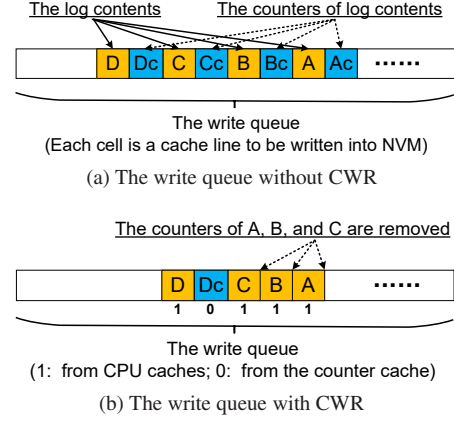 The log contents
The counters of log contents
D Dc C Cc B Bc A Ac ······
The write queue
(Each cell is a cache line to be written into NVM)
(a) The write queue without CWR
The counters of A, B, and C are removed
D Dc C B A ······
1 0 1 1 1
The write queue
(1: from CPU caches; 0: from the counter cache)
(b) The write queue with CWR